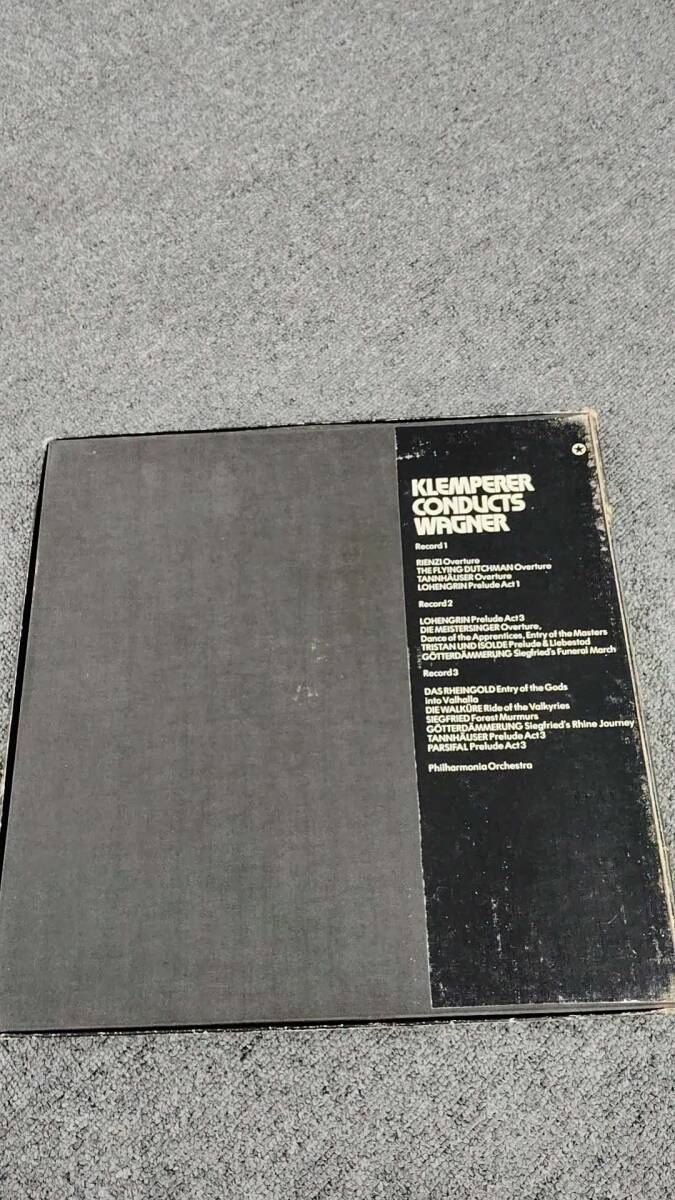 KLEMPERER
CONDUCTS
WAGNER
Record 1
RIENZI Overture
THE FLYING DUTCHMAN Overture
TANNHÄUSER Overture
LOHENGRIN Prelude Act 1
Record 2
LOHENGRIN Prelude Act 3
DIE MEISTERSINGER Overture,
Dance of the Apprentices, Entry of the Masters
TRISTAN UND ISOLDE Prelude & Liebestod
GÖTTERDÄMMERUNG Siegfried's Funeral March
Record 3
DAS RHEINGOLD Entry of the Gods
into Valhalla
DIE WALKÜRE Ride of the Valkyries
SIEGFRIED Forest Murmurs
GÖTTERDÄMMERUNG Siegfried's Rhine Journey
TANNHÄUSER Prelude Act 3
PARSIFAL Prelude Act 3
Philharmonia Orchestra